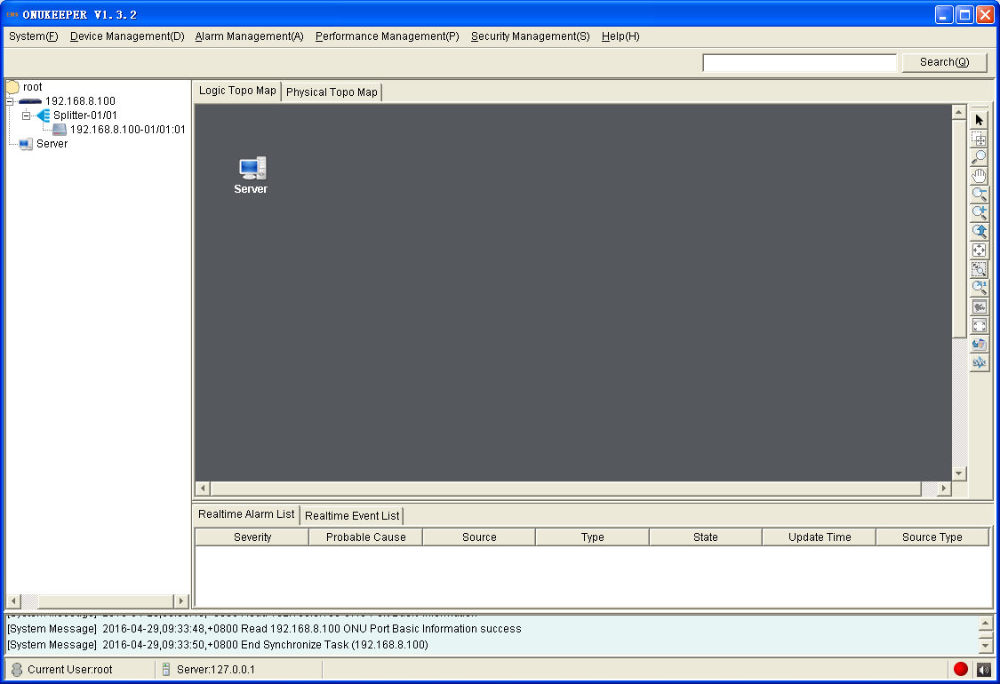 EMS ONUKEEPER V1.3.2
System(F) Device Management(D) Alarm Management(A) Performance Management(P) Security Management(S) Help(H)
Search(Q)
root
192.168.8.100
Splitter-01/01
192.168.8.100-01/01:01
Server
Logic Topo Map Physical Topo Map
Server
SVG
Realtime Alarm List Realtime Event List
Severity Probable Cause Source Type State Update Time Source Type
[System Message] 2016-04-29,09:33:48,+0800 Read 192.168.8.100 ONU Port Basic Information success
[System Message] 2016-04-29,09:33:50,+0800 End Synchronize Task (192.168.8.100)
Current User:root Server:127.0.0.1